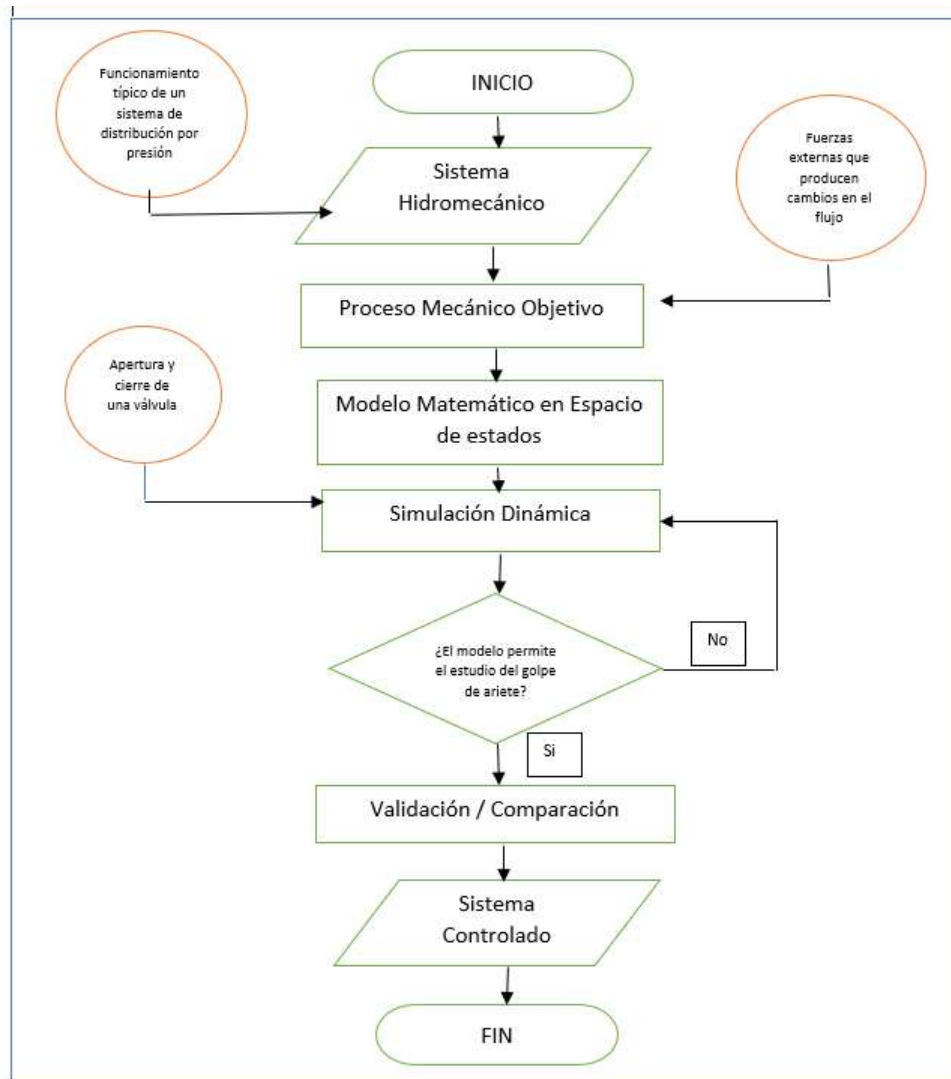 Funcionamiento
típico de un
sistema de
distribución por
presión
INICIO
Sistema
Hidromecánico
Fuerzas
externas que
producen
cambios en el
flujo
Proceso Mecánico Objetivo
Apertura y
cierre de
una válvula
Modelo Matemático en Espacio
de estados
Simulación Dinámica
¿El modelo permite
el estudio del golpe
de ariete?
No
Si
Validación / Comparación
Sistema
Controlado
FIN